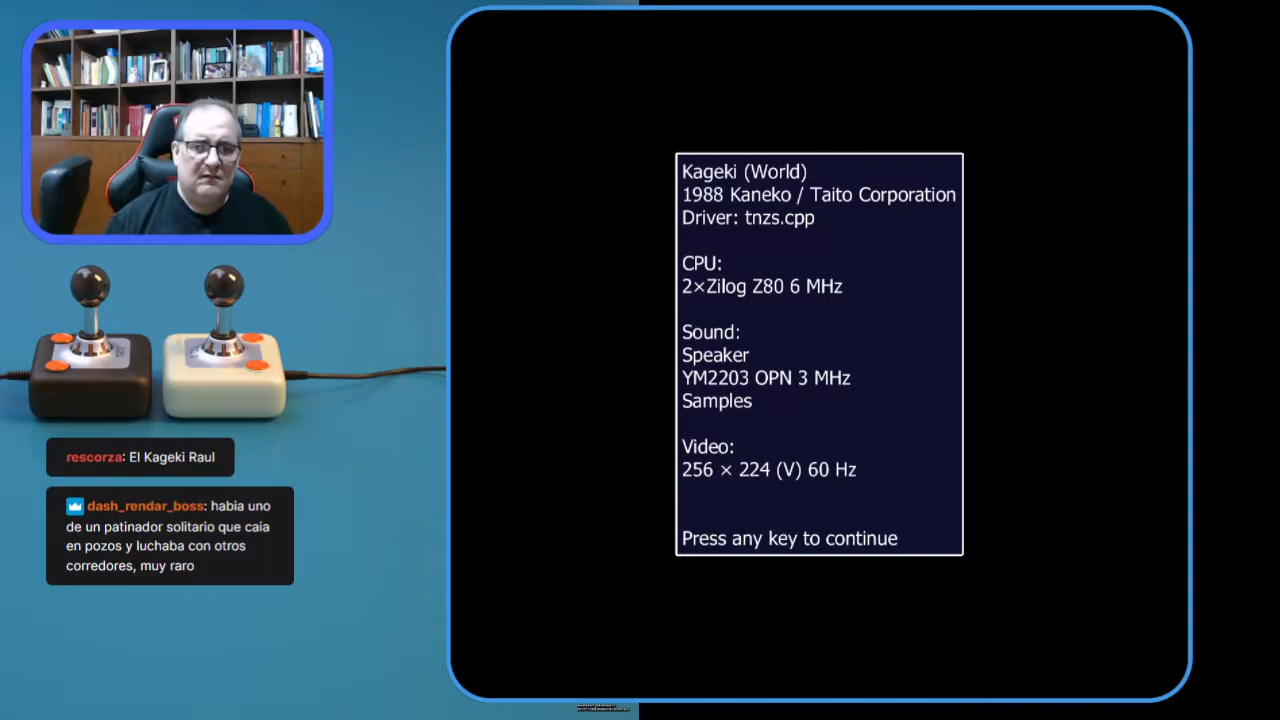 Kageki (World)
1988 Kaneko / Taito Corporation
Driver: tnzs.cpp
CPU:
2×Zilog Z80 6 MHz
Sound:
Speaker
YM2203 OPN 3 MHz
Samples
Video:
256 × 224 (V) 60 Hz
Press any key to continue
rescorza: El Kageki Raul
dash_rendar_boss: habia uno
de un patinador solitario que caia
en pozos y luchaba con otros
corredores, muy raro